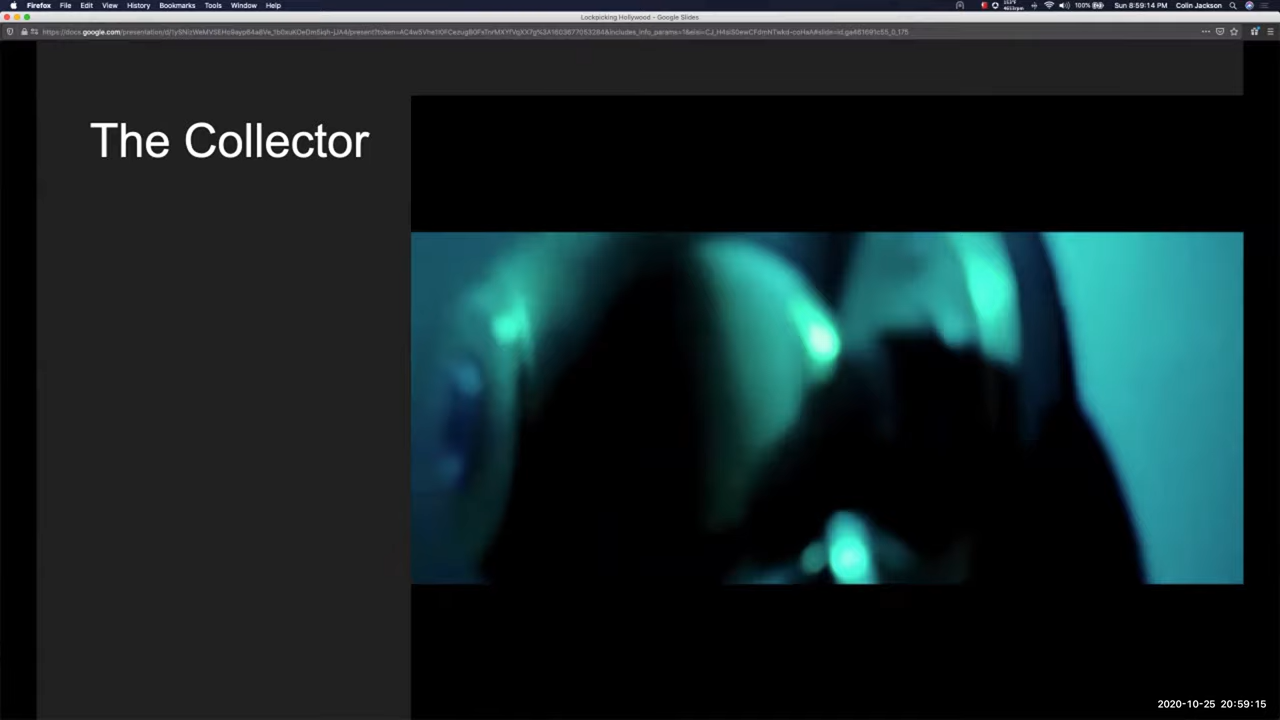 Firefox File Edit View History Bookmarks Tools Window Help
100%
Sun 8:59:14 PM Colin Jackson
Lockpicking Hollywood - Google Slides
The Collector
2020-10-25 20:59:15